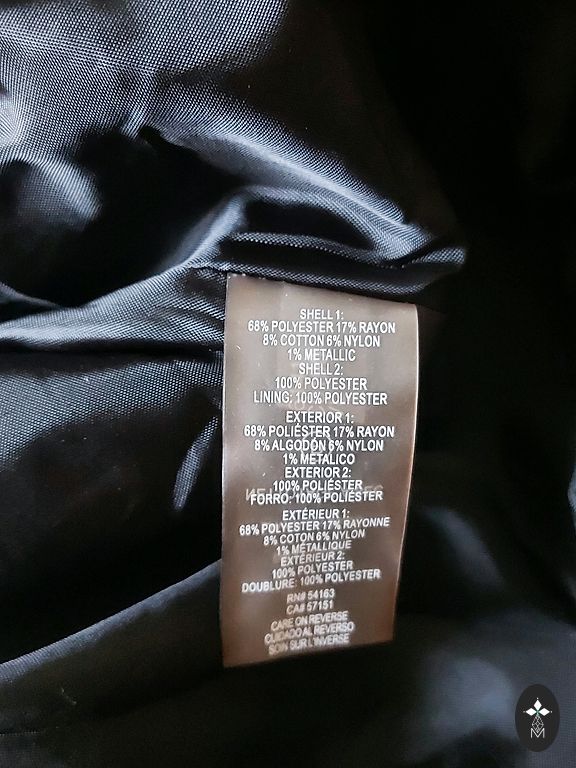 SHELL 1:
68% POLYESTER 17% RAYON
8% COTTON 6% NYLON
1% METALLIC
SHELL 2:
100% POLYESTER
LINING: 100% POLYESTER
EXTERIOR 1:
68% POLIÉSTER 17% RAYON
8% ALGODÓN 6% NYLON
1% METALICO
EXTERIOR 2:
100% POLIÉSTER
FORRO: 100% POLIÉSTER
EXTÉRIEUR 1:
68% POLYESTER 17% RAYONNE
8% COTON 6% NYLON
1% MÉTALLIQUE
EXTÉRIEUR 2:
100% POLYESTER
DOUBLURE: 100% POLYESTER
RN# 54163
CA# 57151
CARE ON REVERSE
CUIDADO AL REVERSO
SOIN SUR L'INVERSE
M